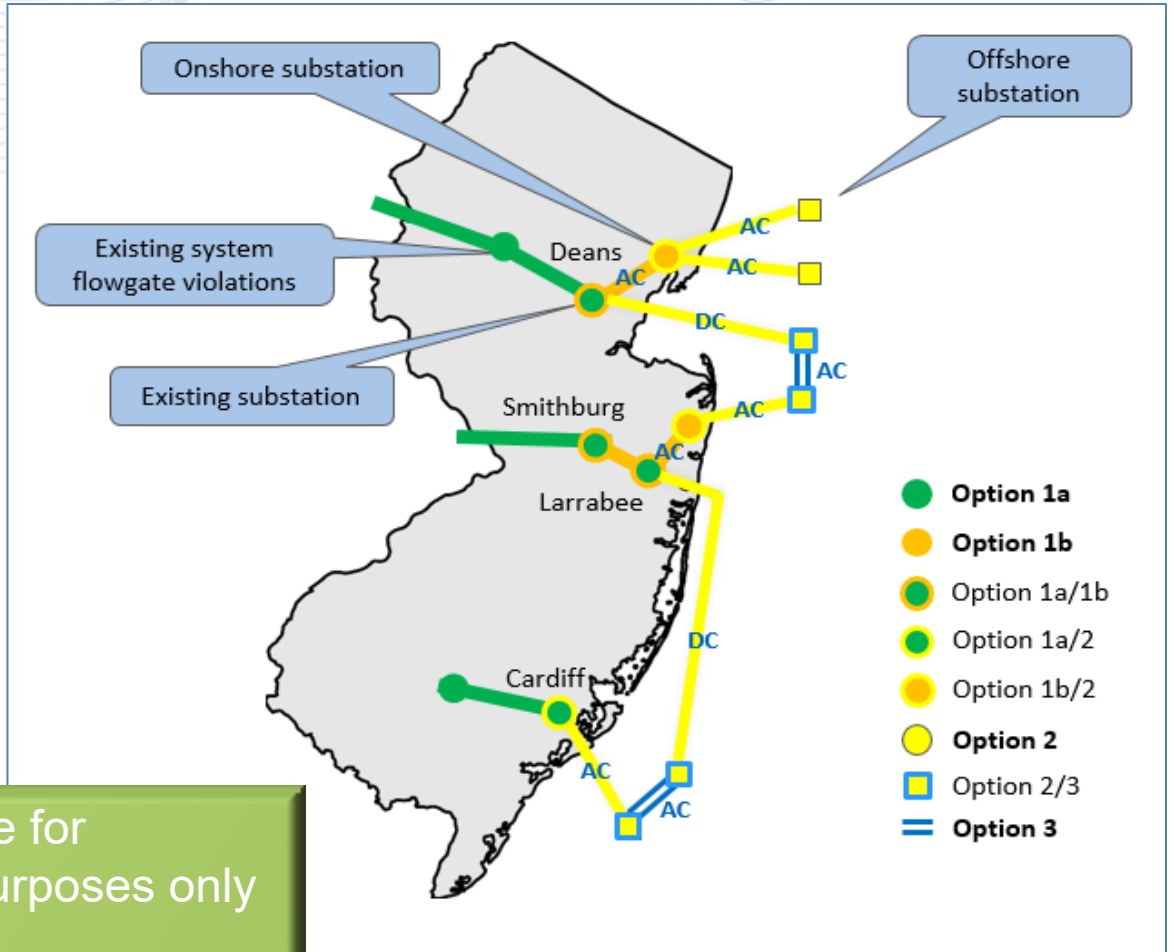 Onshore substation
Offshore
substation
Existing system
flowgate violations
Existing substation
Deans
AC
AC
AC
DC
AC
AC
Smithburg
AC
Larrabee
DC
Cardiff
AC
AC
Option 1a
Option 1b
Option 1a/1b
Option 1a/2
Option 1b/2
Option 2
Option 2/3
Option 3
e for
urposes only